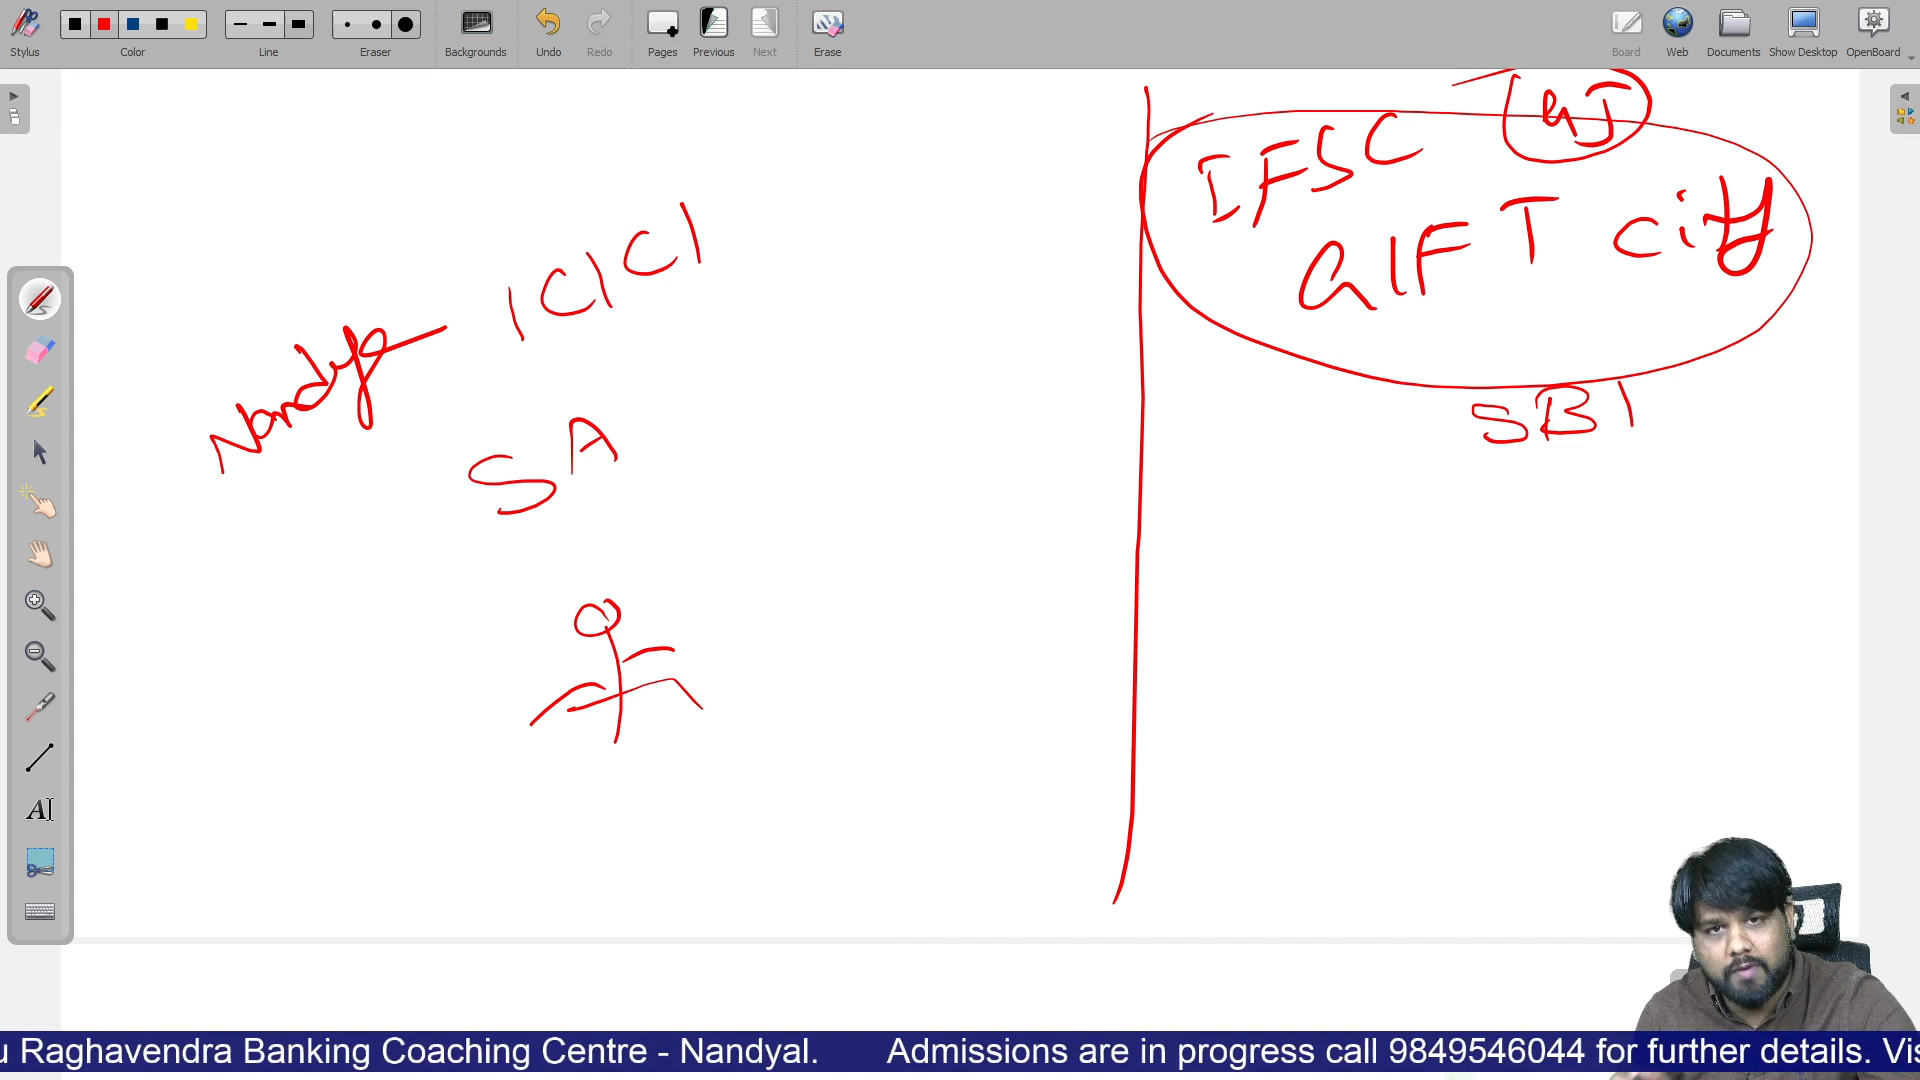 Stylus
Color
Line
Eraser
Backgrounds
Undo
Redo
Pages
Previous
Next
Erase
Board
Web
Documents
Show Desktop
OpenBoard
GJ
IFSC
GIFT city
SBI
ICICI
SA
u Raghavendra Banking Coaching Centre - Nandyal. Admissions are in progress call 9849546044 for further details. Vis